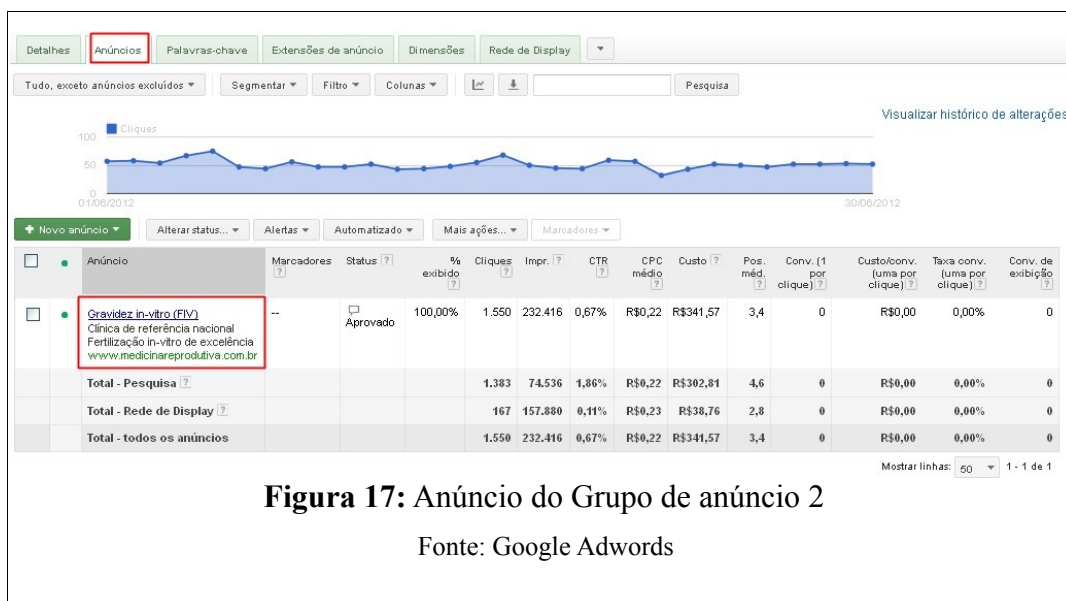 Detalhes Anúncios Palavras-chave Extensões de anúncio Dimensões Rede de Display
Tudo, exceto anúncios excluídos Segmentar Filtro Colunas Pesquisa
Visualizar histórico de alterações
Cliques
100
50
0
01/06/2012 30/06/2012
+ Novo anúncio Alterar status... Alertas Automatizado Mais ações... Marcadores
Anúncio Marcadores ? Status ? % exibido ? Cliques ? Impr. ? CTR ? CPC médio ? Custo ? Pos. méd. ? Conv. (1 por clique) ? Custo/conv. (uma por clique) ? Taxa conv. (uma por clique) ? Conv. de exibição ?
Gravidez in-vitro (FIV) -- Aprovado 100,00% 1.550 232.416 0,67% R$0,22 R$341,57 3,4 0 R$0,00 0,00% 0
Clínica de referência nacional
Fertilização in-vitro de excelência
www.medicinareprodutiva.com.br
Total - Pesquisa ? 1.383 74.536 1,86% R$0,22 R$302,81 4,6 0 R$0,00 0,00% 0
Total - Rede de Display ? 167 157.880 0,11% R$0,23 R$38,76 2,8 0 R$0,00 0,00% 0
Total - todos os anúncios 1.550 232.416 0,67% R$0,22 R$341,57 3,4 0 R$0,00 0,00% 0
Mostrar linhas: 50 1 - 1 de 1
Figura 17: Anúncio do Grupo de anúncio 2
Fonte: Google Adwords